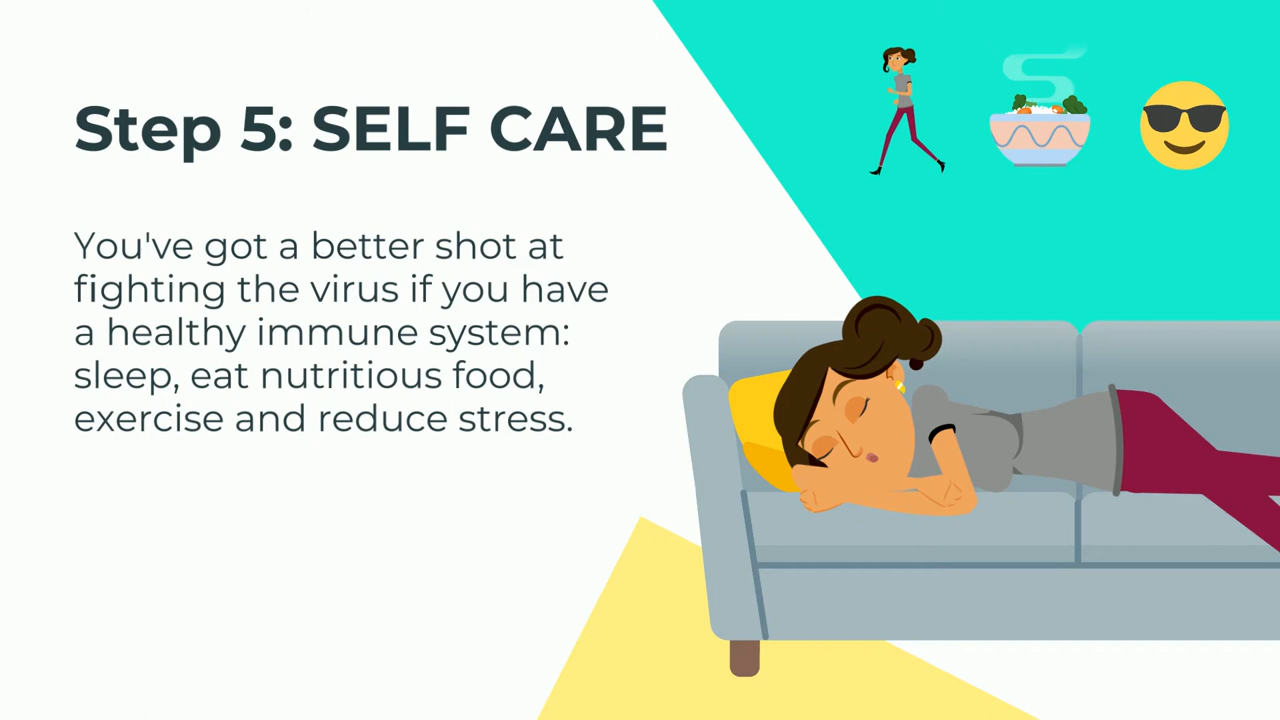 Step 5: SELF CARE
You've got a better shot at
fighting the virus if you have
a healthy immune system:
sleep, eat nutritious food,
exercise and reduce stress.